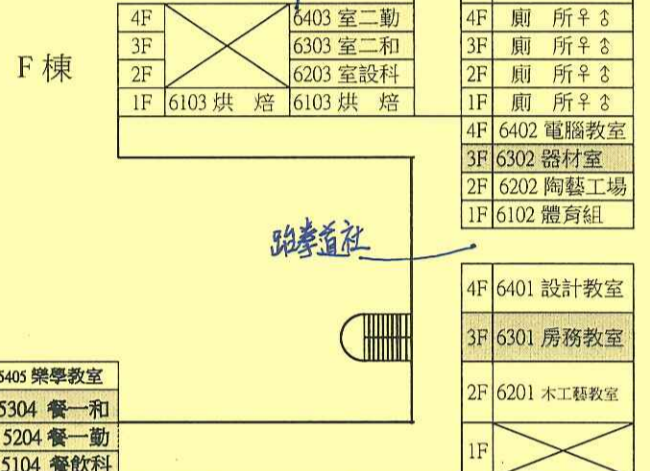 4F 6403 室二勤
3F 6303 室二和
2F 6203 室設科
1F 6103 烘 焙 6103 烘 焙
F 棟
4F 廁 所♀♂
3F 廁 所♀♂
2F 廁 所♀♂
1F 廁 所♀♂
4F 6402 電腦教室
3F 6302 器材室
2F 6202 陶藝工場
1F 6102 體育組
跆拳道社
4F 6401 設計教室
3F 6301 房務教室
2F 6201 木工藝教室
1F
5405 樂學教室
5304 餐一和
5204 餐一勤
5104 餐飲科